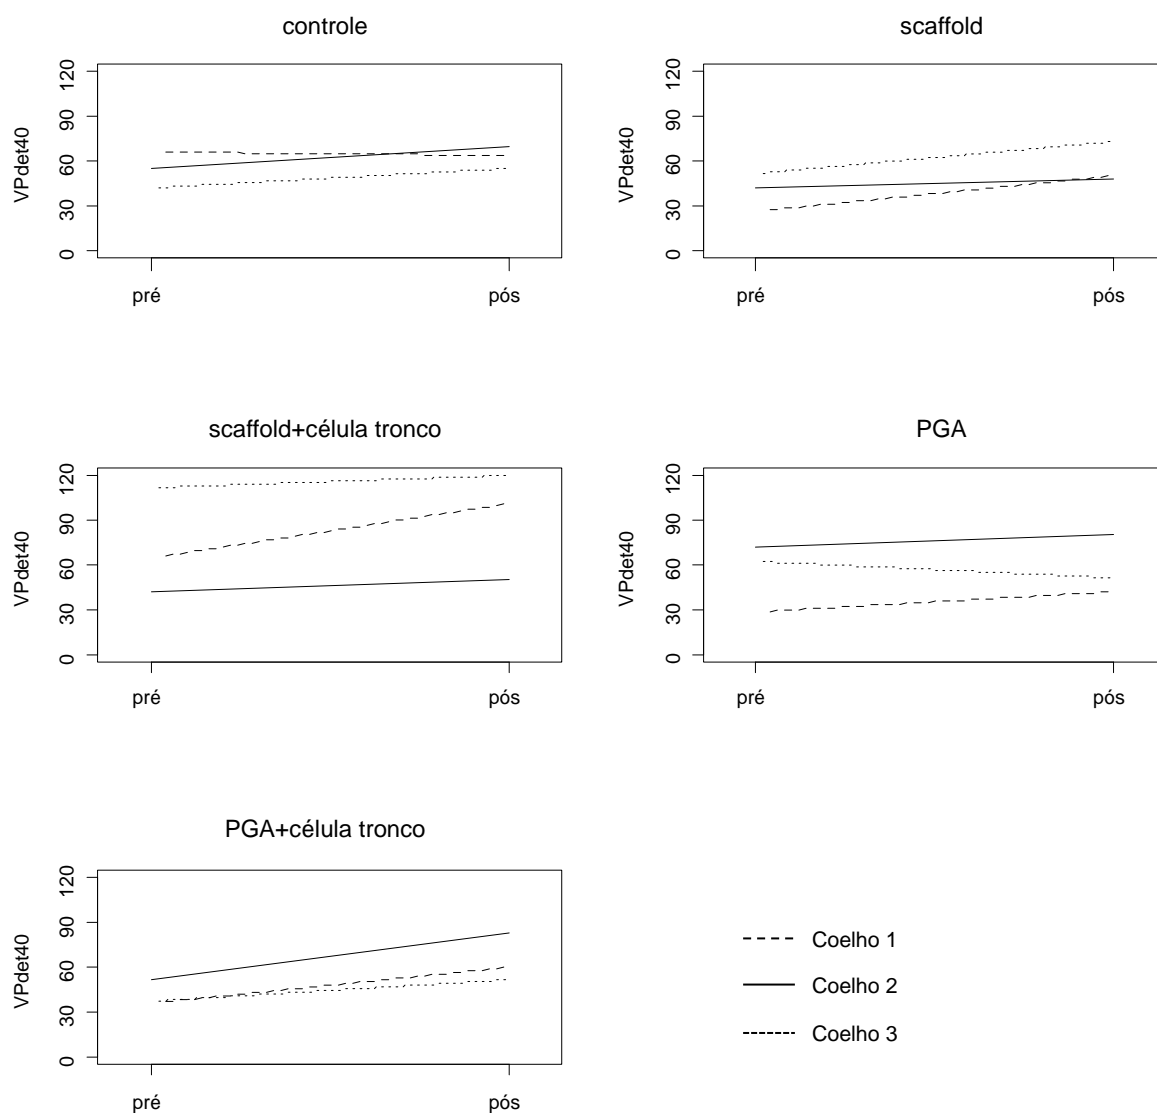 controle
VPdet40
120
90
60
30
0
pré
pós
scaffold
VPdet40
120
90
60
30
0
pré
pós
scaffold+célula tronco
VPdet40
120
90
60
30
0
pré
pós
PGA
VPdet40
120
90
60
30
0
pré
pós
PGA+célula tronco
VPdet40
120
90
60
30
0
pré
pós
Coelho 1
Coelho 2
Coelho 3